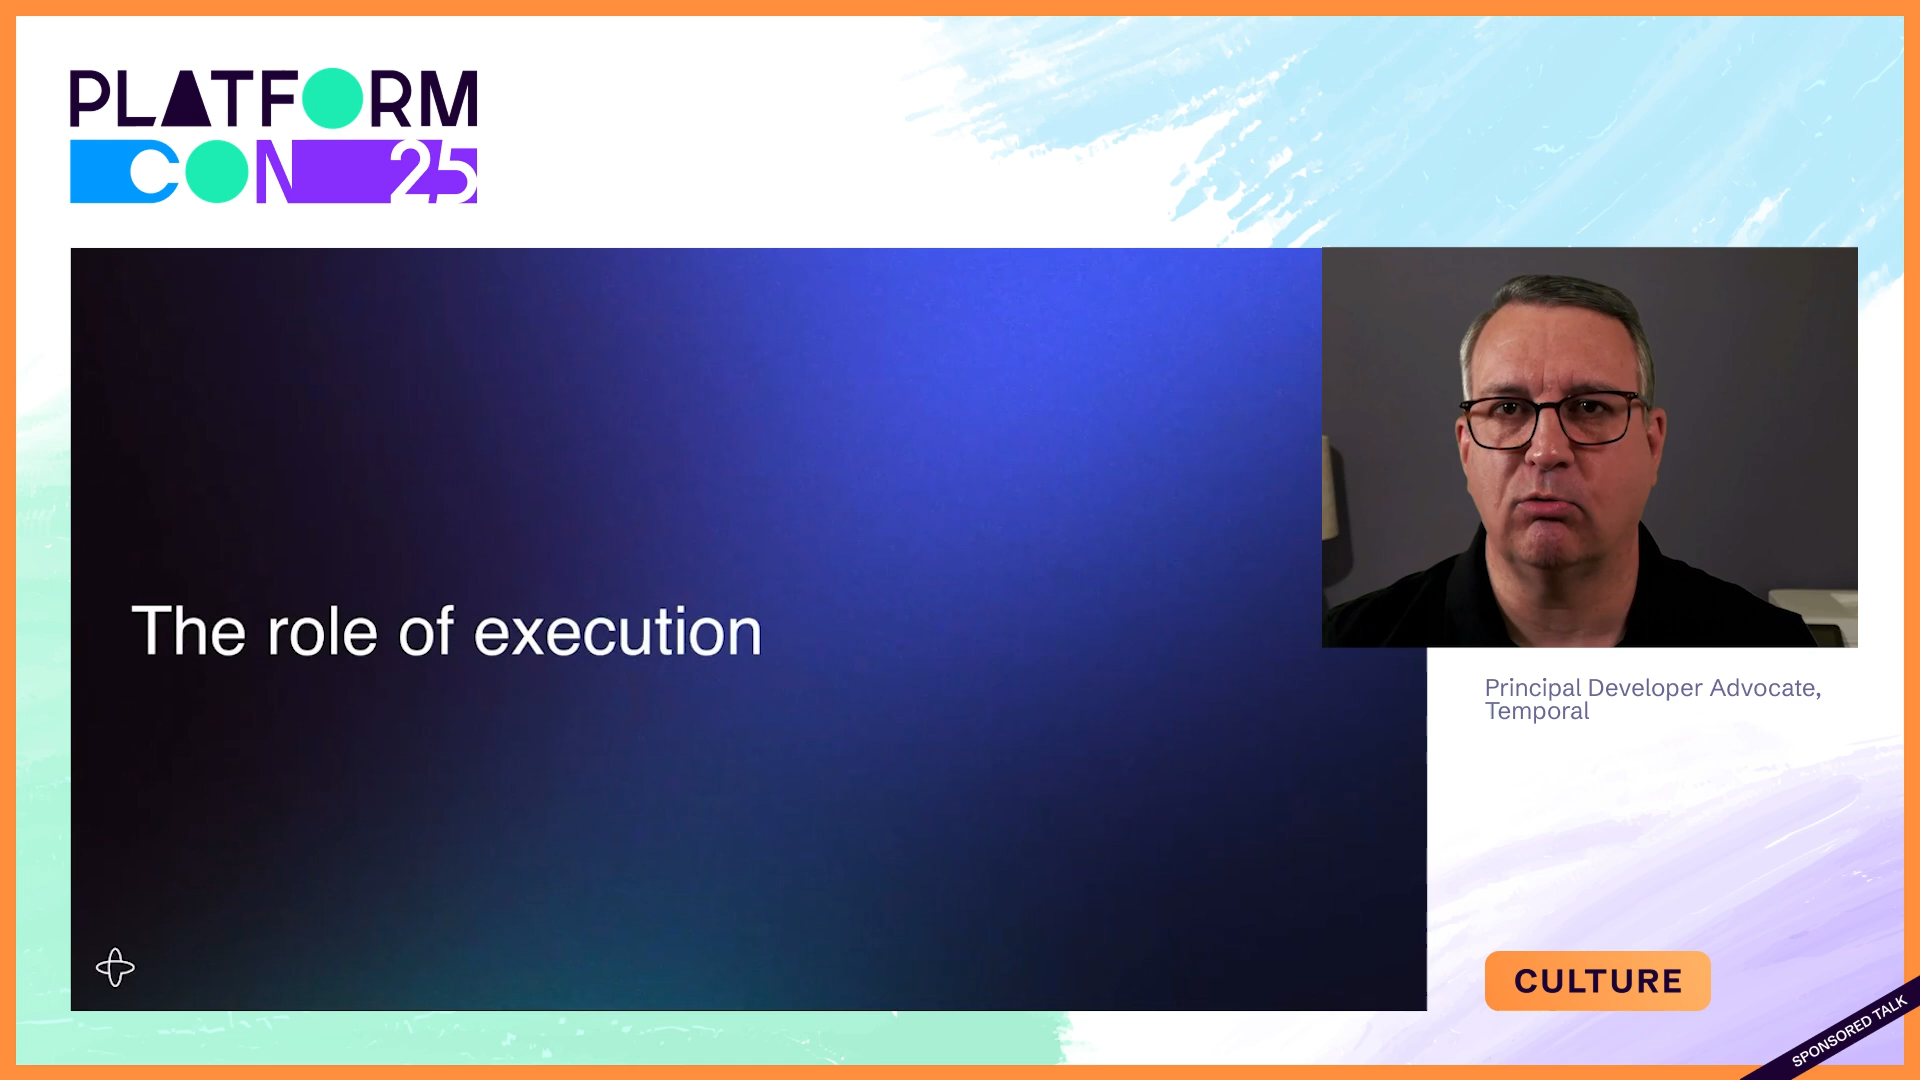 PLATFORM
CON 25
The role of execution
Principal Developer Advocate,
Temporal
CULTURE
SPONSORED TALK